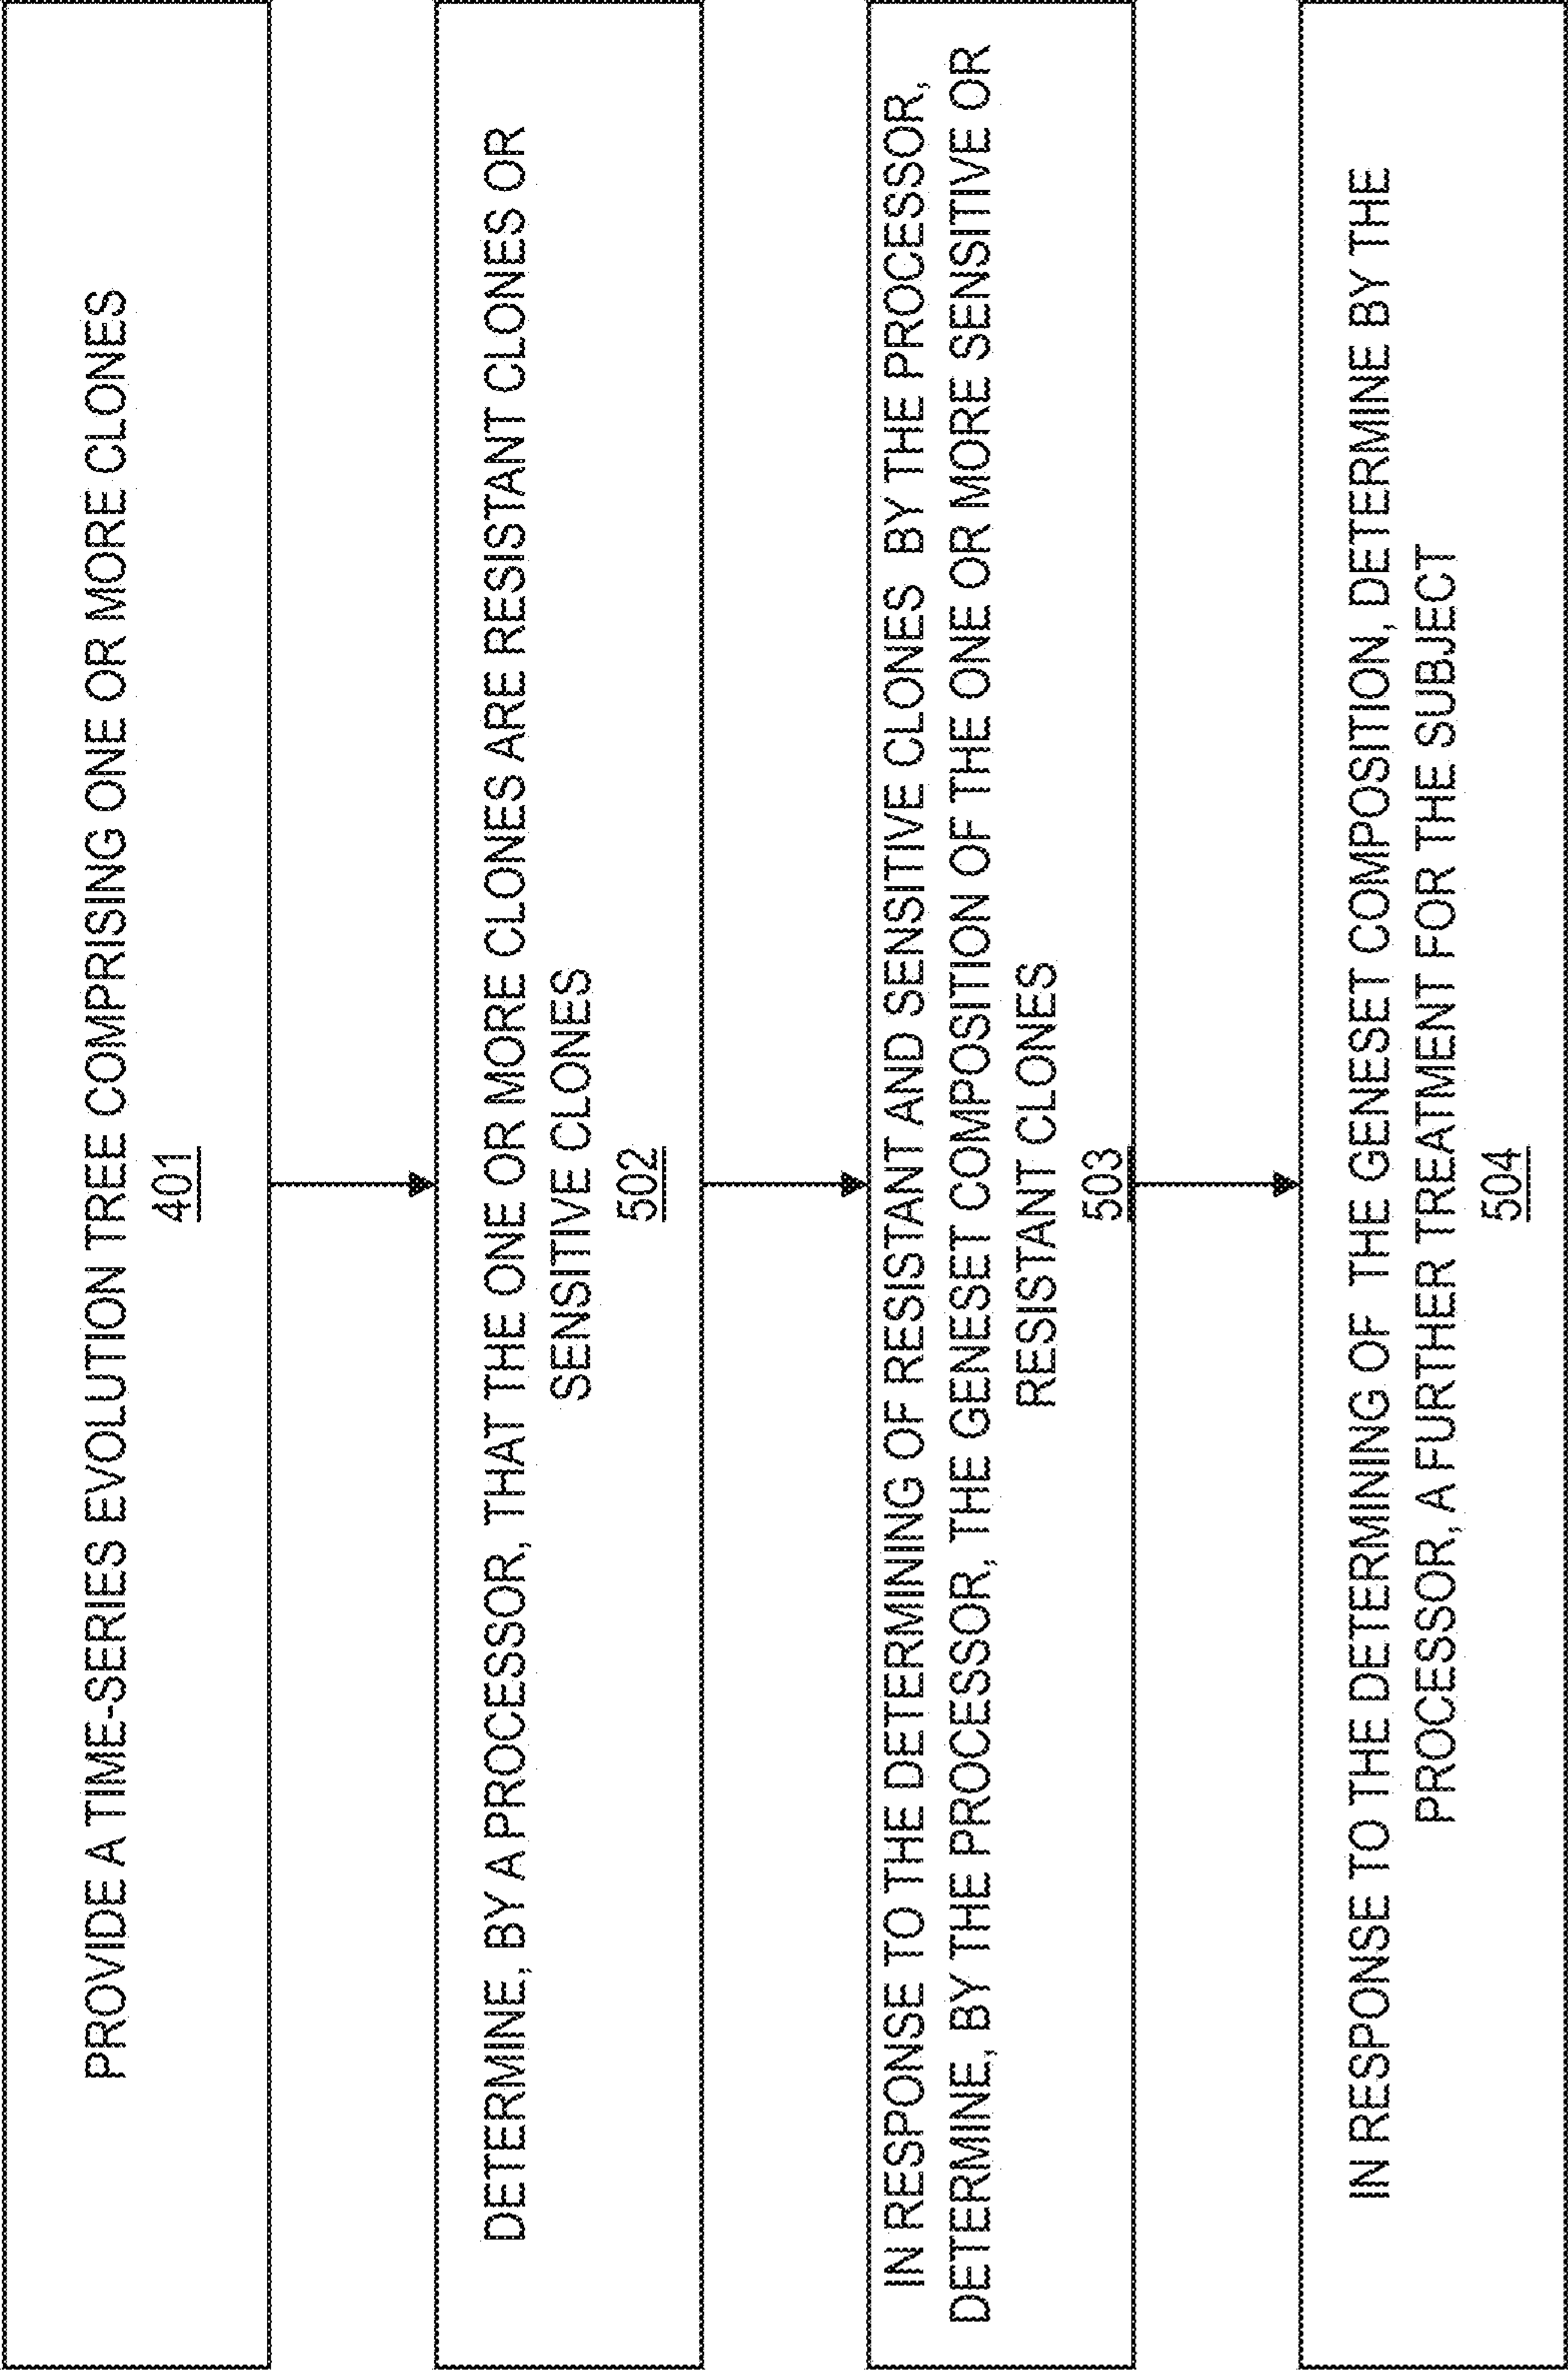 PROVIDE A TIME-SERIES EVOLUTION TREE COMPRISING ONE OR MORE CLONES
401
DETERMINE, BY A PROCESSOR, THAT THE ONE OR MORE CLONES ARE RESISTANT CLONES OR
SENSITIVE CLONES
502
IN RESPONSE TO THE DETERMINING OF RESISTANT AND SENSITIVE CLONES BY THE PROCESSOR,
DETERMINE, BY THE PROCESSOR, THE GENESET COMPOSITION OF THE ONE OR MORE SENSITIVE OR
RESISTANT CLONES
503
IN RESPONSE TO THE DETERMINING OF THE GENESET COMPOSITION, DETERMINE BY THE
PROCESSOR, A FURTHER TREATMENT FOR THE SUBJECT
504